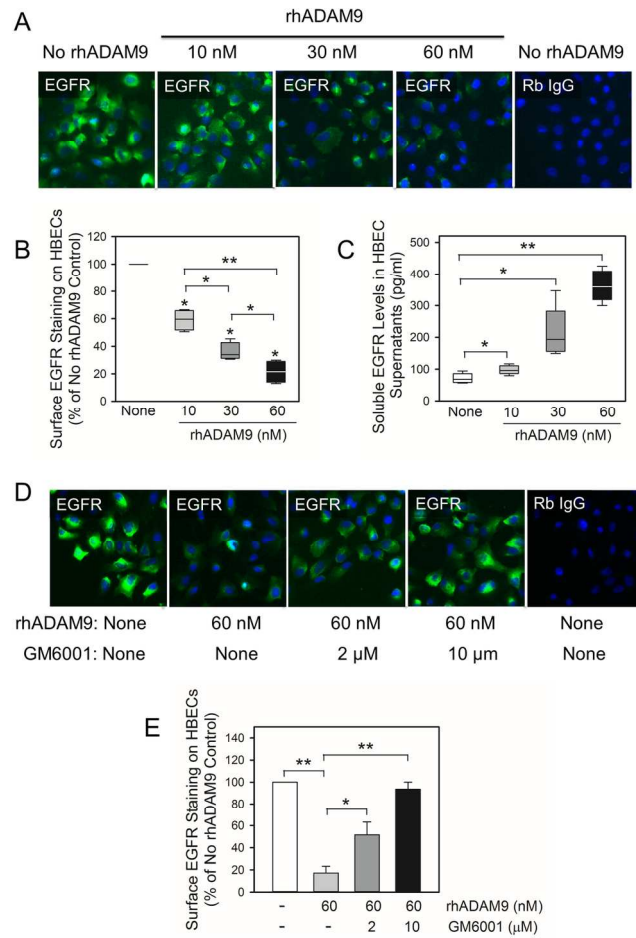 A
rhADAM9
No rhADAM9 10 nM 30 nM 60 nM No rhADAM9
EGFR EGFR EGFR EGFR Rb IgG
B
Surface EGFR Staining on HBECs
(% of No rhADAM9 Control)
120
100
80
60
40
20
0
** 
* *
* * *
None 10 30 60
rhADAM9 (nM)
C
Soluble EGFR Levels in HBEC
Supernatants (pg/ml)
500
400
300
200
100
0
**
*
*
None 10 30 60
rhADAM9 (nM)
D
EGFR EGFR EGFR EGFR Rb IgG
rhADAM9: None 60 nM 60 nM 60 nM None
GM6001: None None 2 µM 10 µm None
E
Surface EGFR Staining on HBECs
(% of No rhADAM9 Control)
140
120
100
80
60
40
20
0
** **
*
- 60 60 60 rhADAM9 (nM)
- - 2 10 GM6001 (µM)